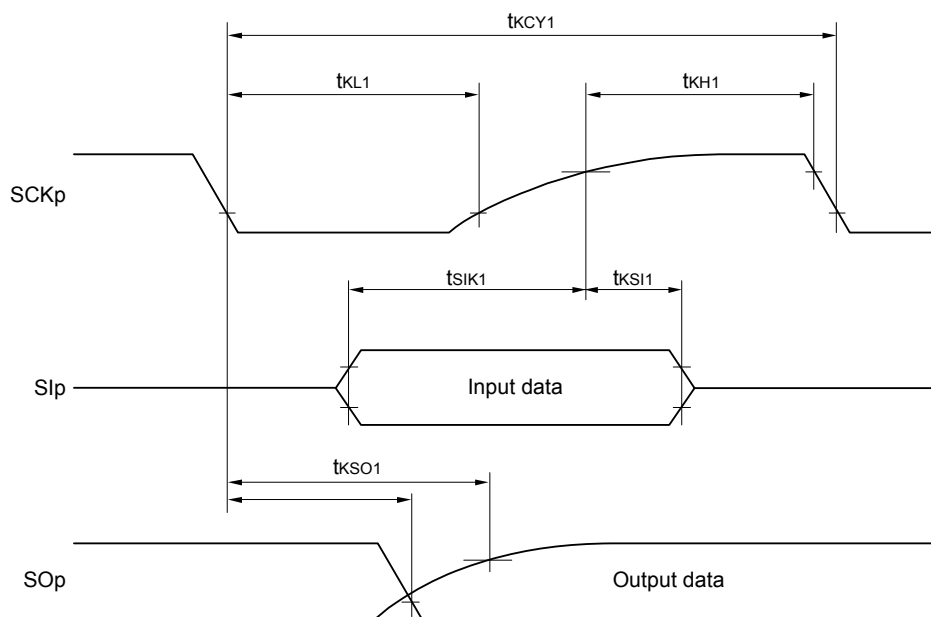 tKCY1
tKL1
tKH1
SCKp
tSIK1
tKSI1
SIp
Input data
tKSO1
SOp
Output data